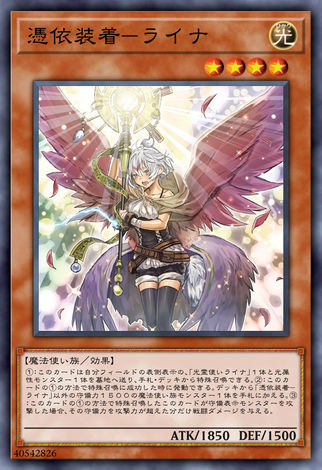 憑依装着－ライナ
光
【魔法使い族／効果】
①:このカードは自分フィールドの表側表示の、「光霊使いライナ」１体と光属
性モンスター１体を墓地へ送り、手札・デッキから特殊召喚できる。②:このカ
ードの①の方法で特殊召喚に成功した時に発動できる。デッキから「憑依装着－
ライナ」以外の守備力１５００の魔法使い族モンスター１体を手札に加える。③
:このカードの①の方法で特殊召喚したこのカードが守備表示モンスターを攻
撃した場合、その守備力を攻撃力が超えた分だけ戦闘ダメージを与える。
ATK/1850 DEF/1500
40542826